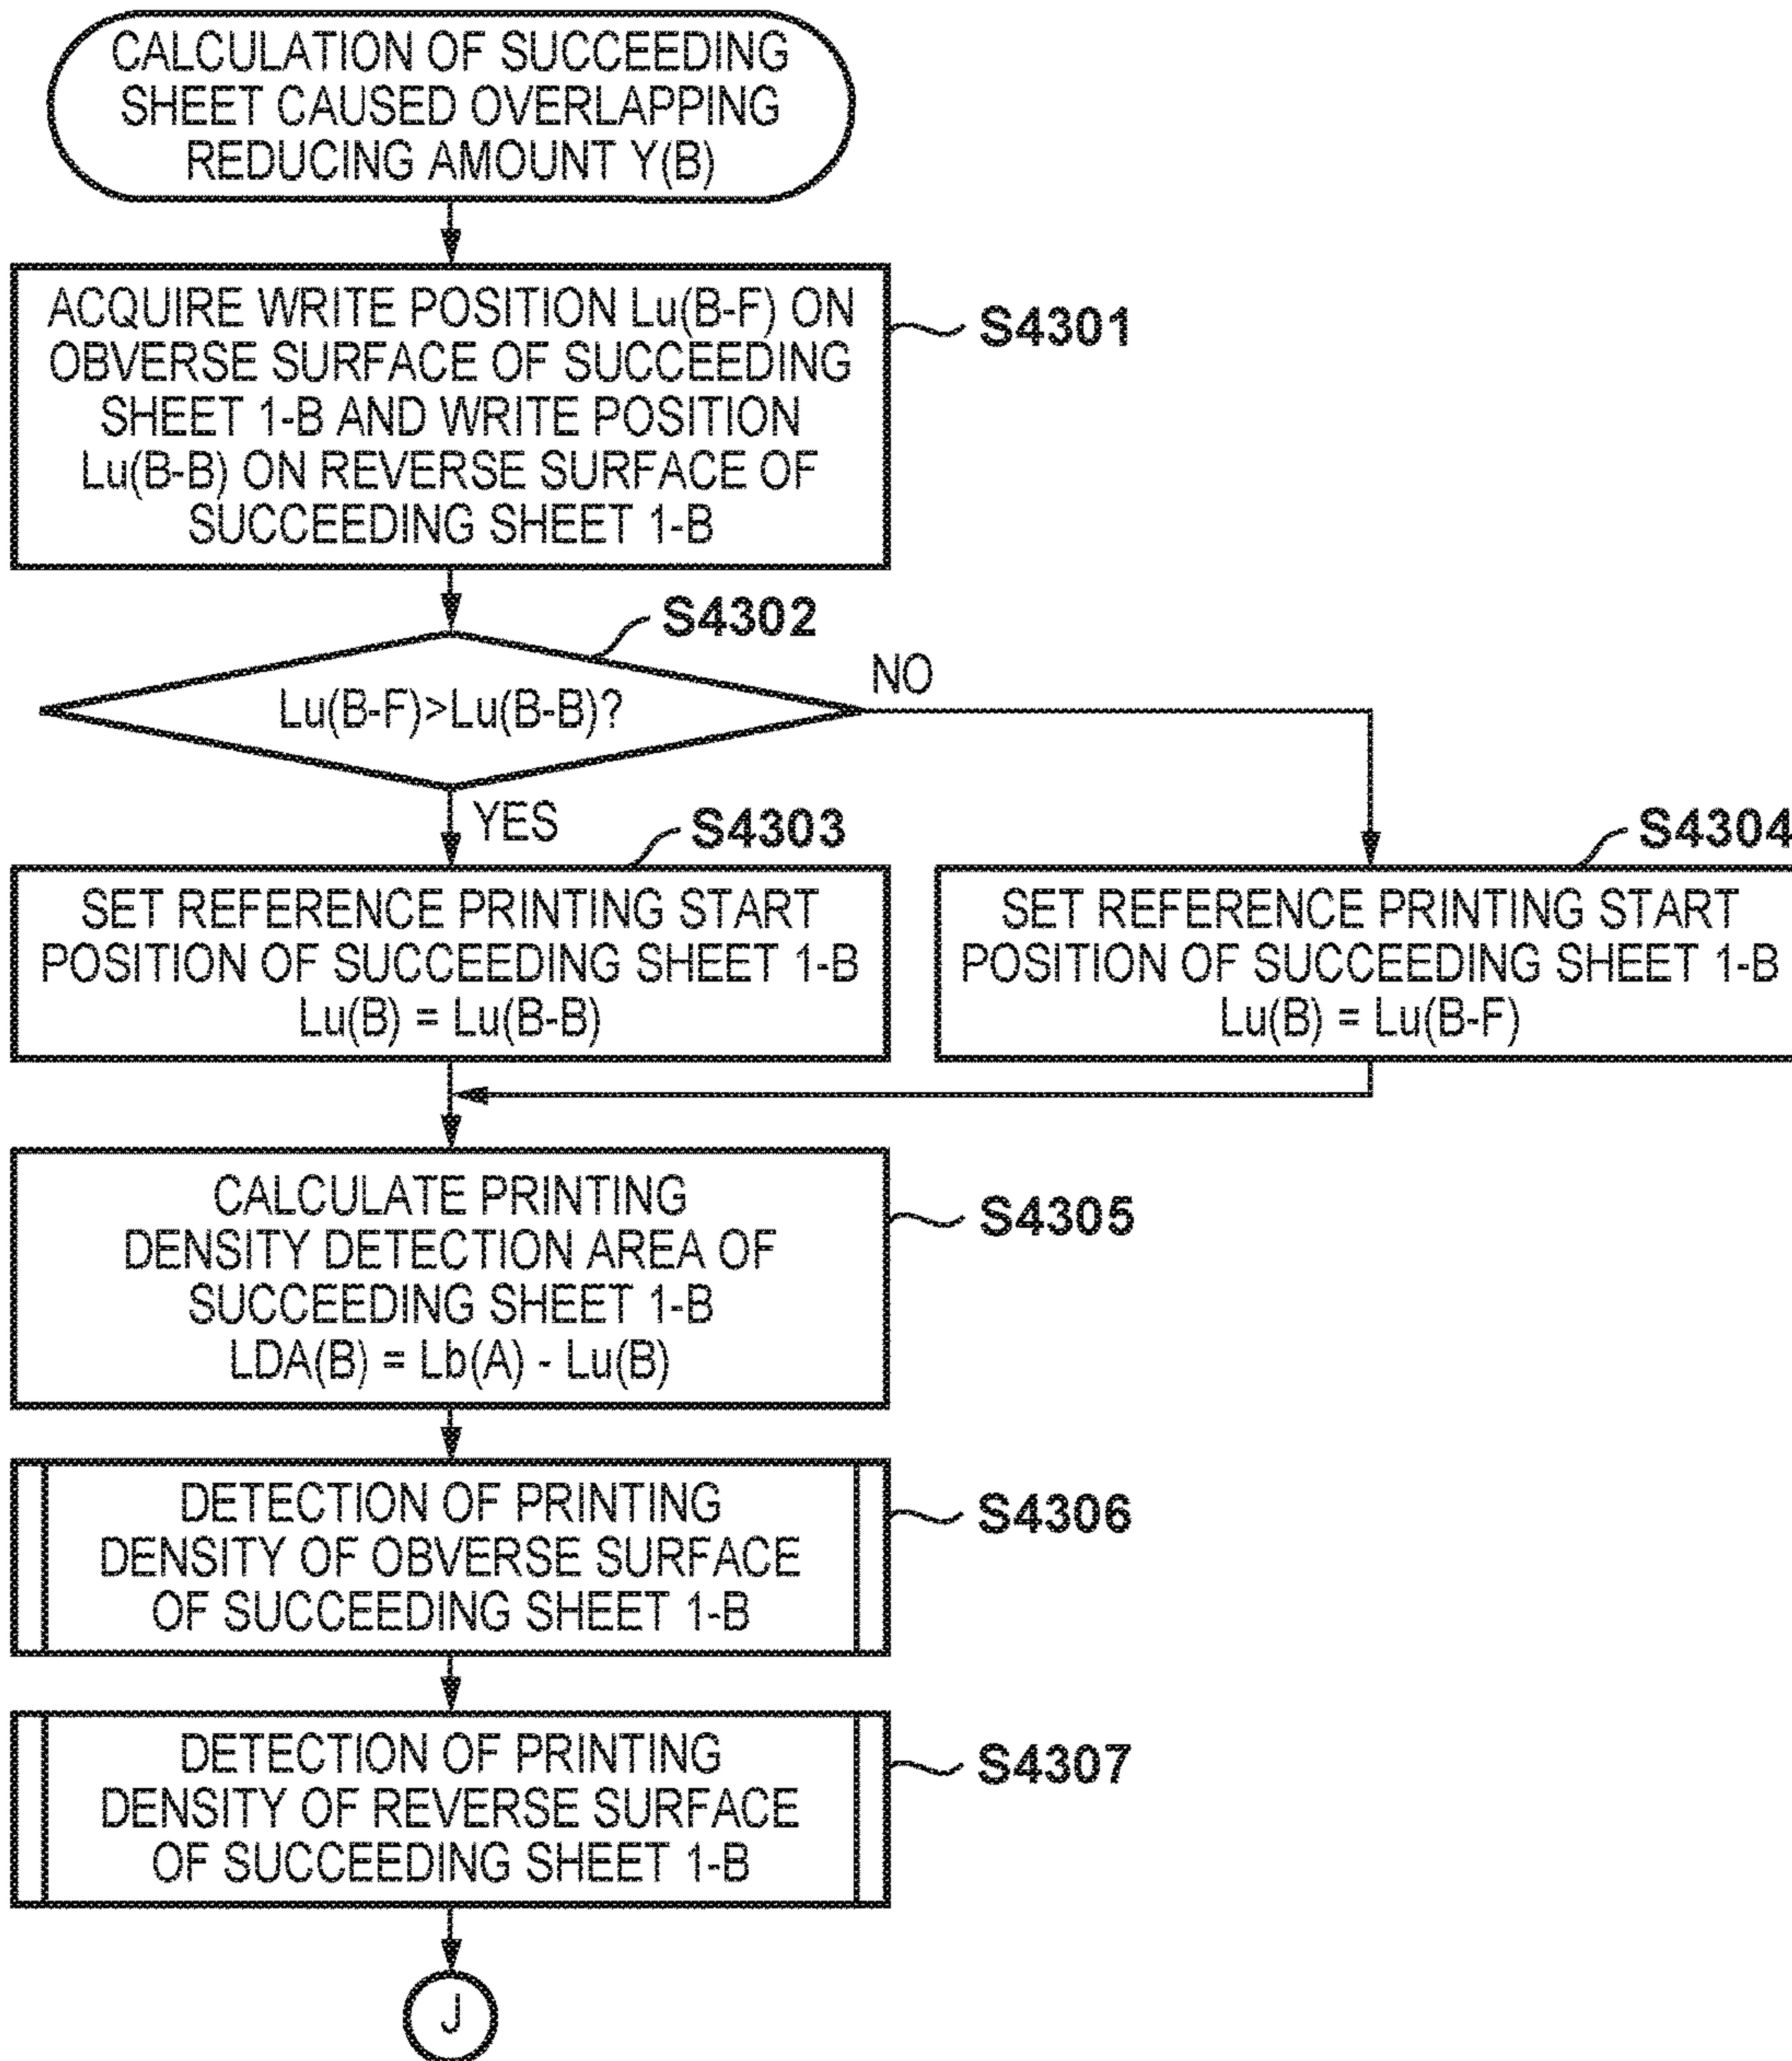 CALCULATION OF SUCCEEDING
SHEET CAUSED OVERLAPPING
REDUCING AMOUNT Y(B)
ACQUIRE WRITE POSITION Lu(B-F) ON
OBVERSE SURFACE OF SUCCEEDING
SHEET 1-B AND WRITE POSITION
Lu(B-B) ON REVERSE SURFACE OF
SUCCEEDING SHEET 1-B
S4301
S4302
Lu(B-F)>Lu(B-B)?
NO
YES
S4303
SET REFERENCE PRINTING START
POSITION OF SUCCEEDING SHEET 1-B
Lu(B) = Lu(B-B)
S4304
SET REFERENCE PRINTING START
POSITION OF SUCCEEDING SHEET 1-B
Lu(B) = Lu(B-F)
CALCULATE PRINTING
DENSITY DETECTION AREA OF
SUCCEEDING SHEET 1-B
LDA(B) = Lb(A) - Lu(B)
S4305
DETECTION OF PRINTING
DENSITY OF OBVERSE SURFACE
OF SUCCEEDING SHEET 1-B
S4306
DETECTION OF PRINTING
DENSITY OF REVERSE SURFACE
OF SUCCEEDING SHEET 1-B
S4307
J